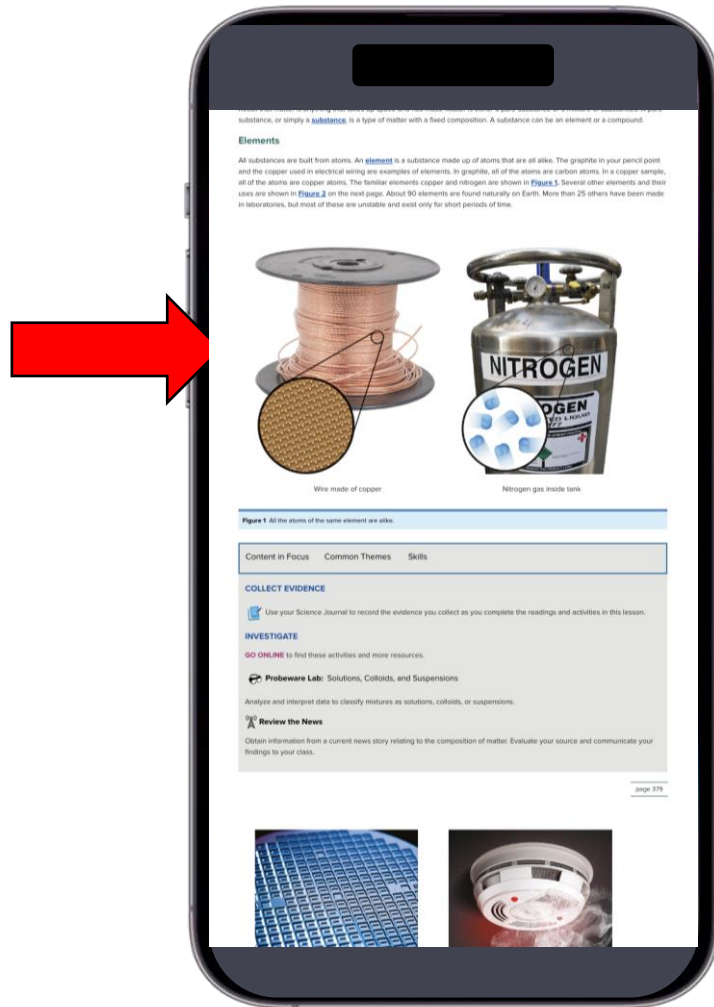 substance, or simply a substance, is a type of matter with a fixed composition. A substance can be an element or a compound.
Elements
All substances are built from atoms. An element is a substance made up of atoms that are all alike. The graphite in your pencil point
and the copper used in electrical wiring are examples of elements. In graphite, all of the atoms are carbon atoms. In a copper sample,
all of the atoms are copper atoms. The familiar elements copper and nitrogen are shown in Figure 1. Several other elements and their
uses are shown in Figure 2 on the next page. About 90 elements are found naturally on Earth. More than 25 others have been made
in laboratories, but most of these are unstable and exist only for short periods of time.
NITROGEN
OGEN
Wire made of copper
Nitrogen gas inside tank
Figure 1 All the atoms of the same element are alike.
Content in Focus Common Themes Skills
COLLECT EVIDENCE
Use your Science Journal to record the evidence you collect as you complete the readings and activities in this lesson.
INVESTIGATE
GO ONLINE to find these activities and more resources.
Probeware Lab: Solutions, Colloids, and Suspensions
Analyze and interpret data to classify mixtures as solutions, colloids, or suspensions.
Review the News
Obtain information from a current news story relating to the composition of matter. Evaluate your source and communicate your
findings to your class.
page 379